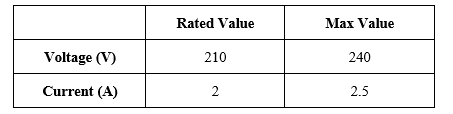 Rated Value Max Value
Voltage (V) 210 240
Current (A) 2 2.5